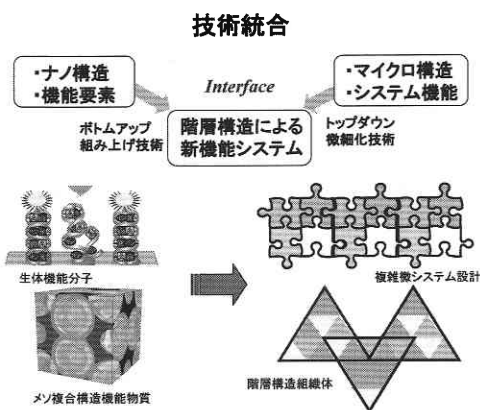 技術統合
・ナノ構造
・機能要素
Interface
・マイクロ構造
・システム機能
ボトムアップ
組み上げ技術
階層構造による
新機能システム
トップダウン
微細化技術
生体機能分子
複雑微システム設計
メソ複合構造機能物質
階層構造組織体